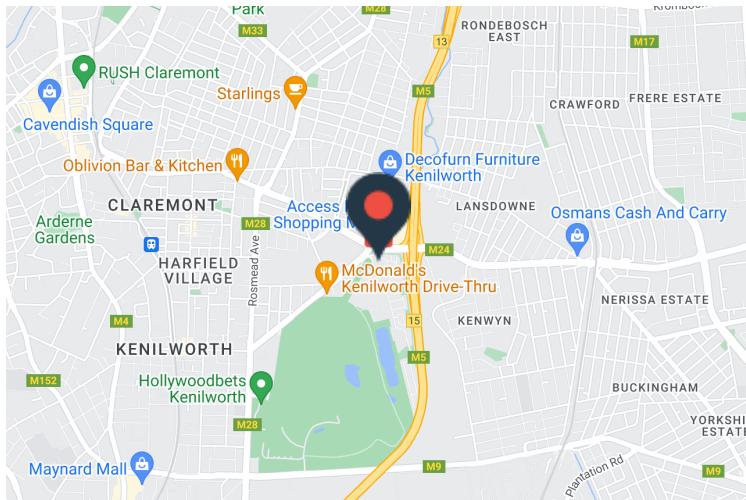 Park
M28
M33
RONDEBOSCH
EAST
13
M17
RUSH Claremont
Starlings
M5
CRAWFORD
FRERE ESTATE
Cavendish Square
Oblivion Bar & Kitchen
Decofurn Furniture
Kenilworth
CLAREMONT
Access
Shopping
LANSDOWNE
Osmans Cash And Carry
Arderne
Gardens
M28
M24
HARFIELD
VILLAGE
Rosmead Ave
McDonald's
Kenilworth Drive-Thru
NERISSA ESTATE
M4
15
KENWYN
KENILWORTH
M5
M152
Hollywoodbets
Kenilworth
BUCKINGHAM
M28
YORKSHI
ESTATE
Maynard Mall
M9
Plantation Rd
M9